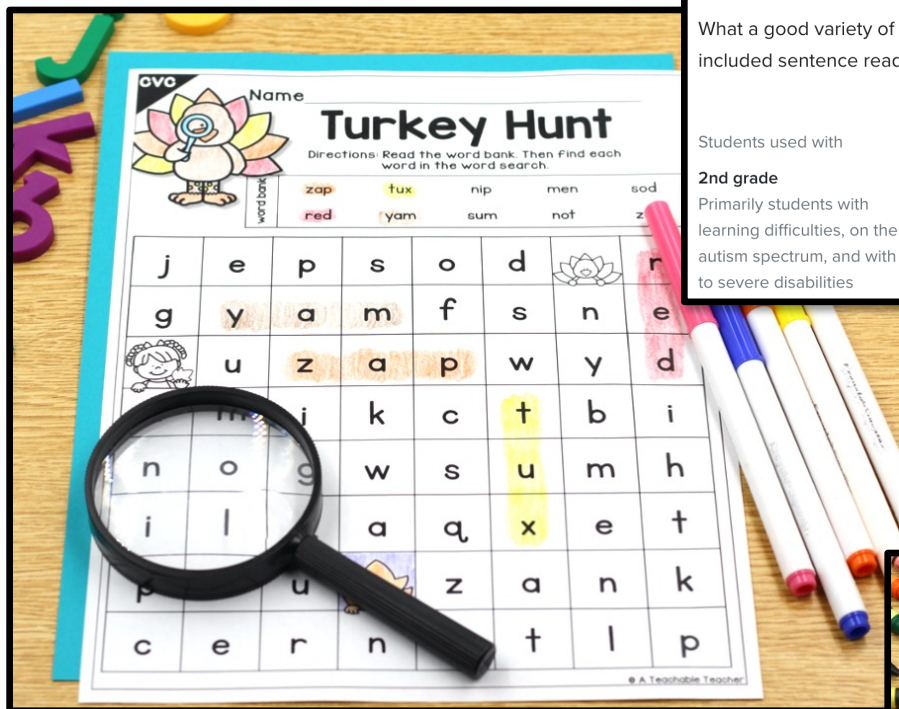 What a good variety of
included sentence read
Students used with
2nd grade
Primarily students with
learning difficulties, on the
autism spectrum, and with
to severe disabilities
CVC
Name
Turkey Hunt
Directions: Read the word bank. Then find each
word in the word search.
word bank
zap tux nip men sod
red yam sum not z
j e p s o d r
g y a m f s n e
u z a p w y d
m i k c t b i
n o g w s u m h
i l a q x e t
p u z a n k
c e r n t l p
© A Teachable Teacher